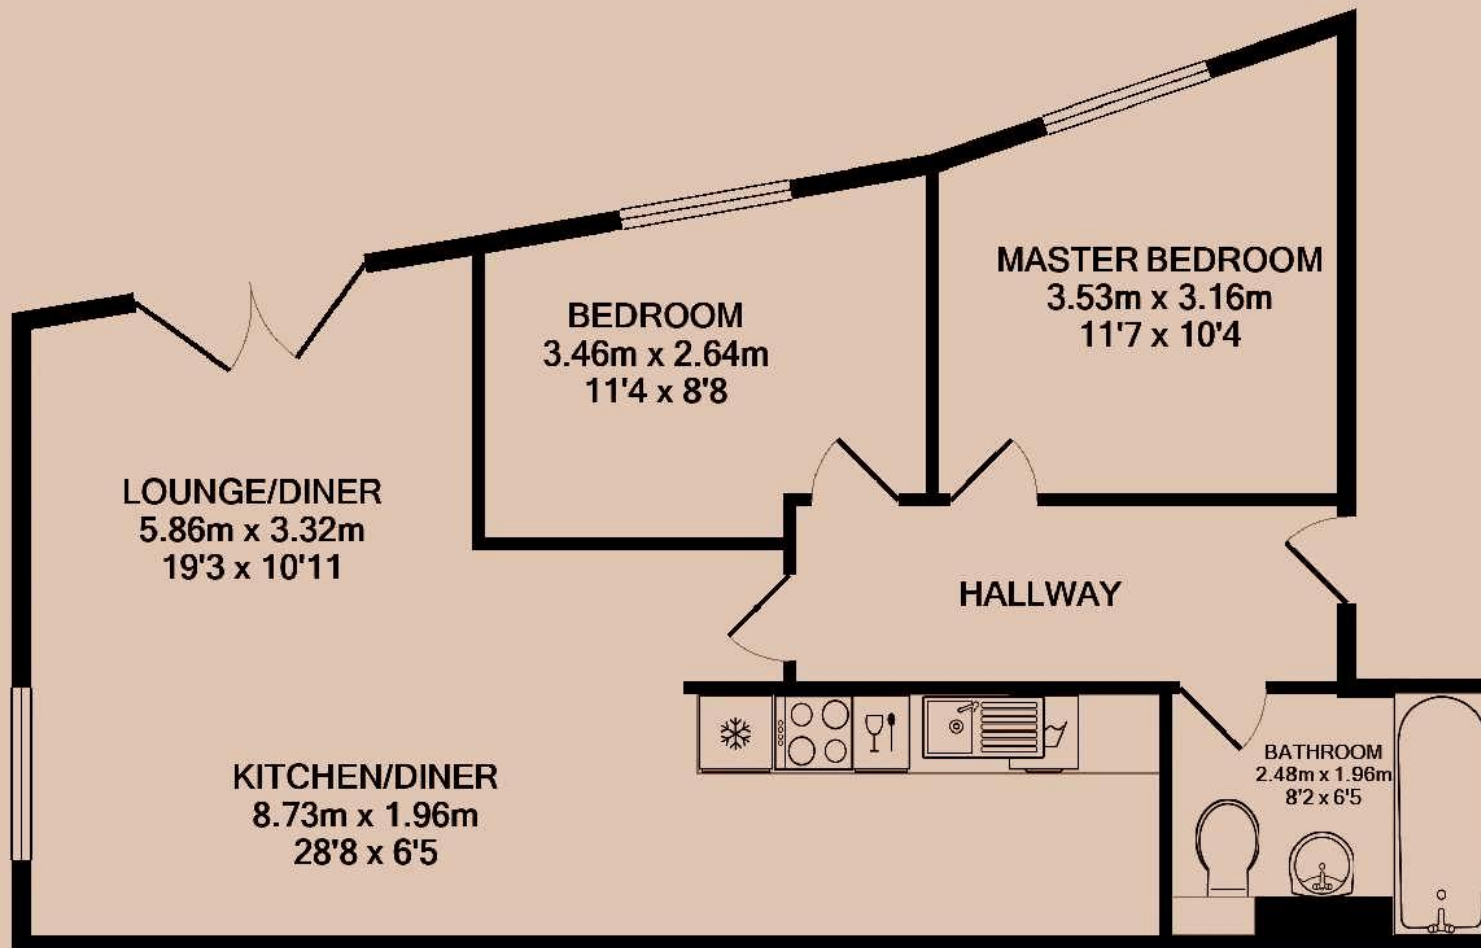 MASTER BEDROOM
3.53m x 3.16m
11'7 x 10'4
BEDROOM
3.46m x 2.64m
11'4 x 8'8
LOUNGE/DINER
5.86m x 3.32m
19'3 x 10'11
HALLWAY
KITCHEN/DINER
8.73m x 1.96m
28'8 x 6'5
BATHROOM
2.48m x 1.96m
8'2 x 6'5